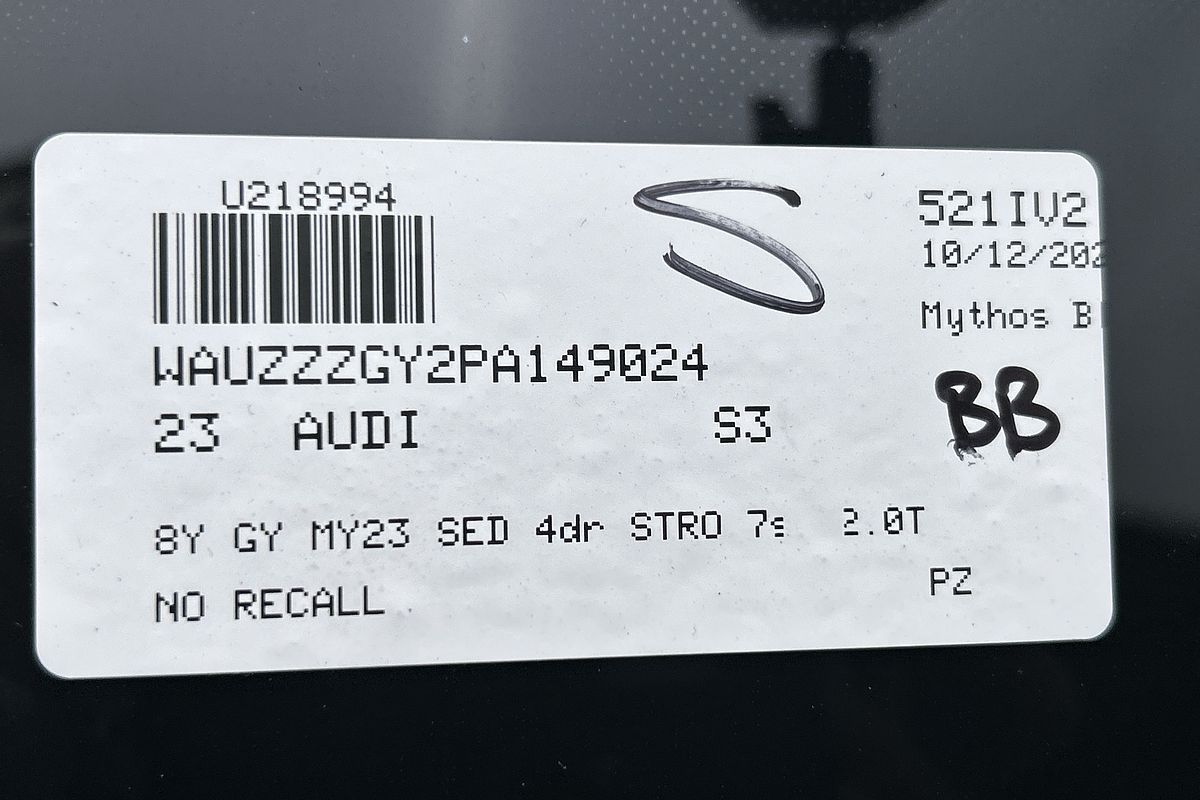 U218994
S
521IV2
10/12/202
Mythos B
WAUZZZGY2PA149024
BB
23 AUDI S3
8Y GY MY23 SED 4dr STRO 7s 2.0T
PZ
NO RECALL